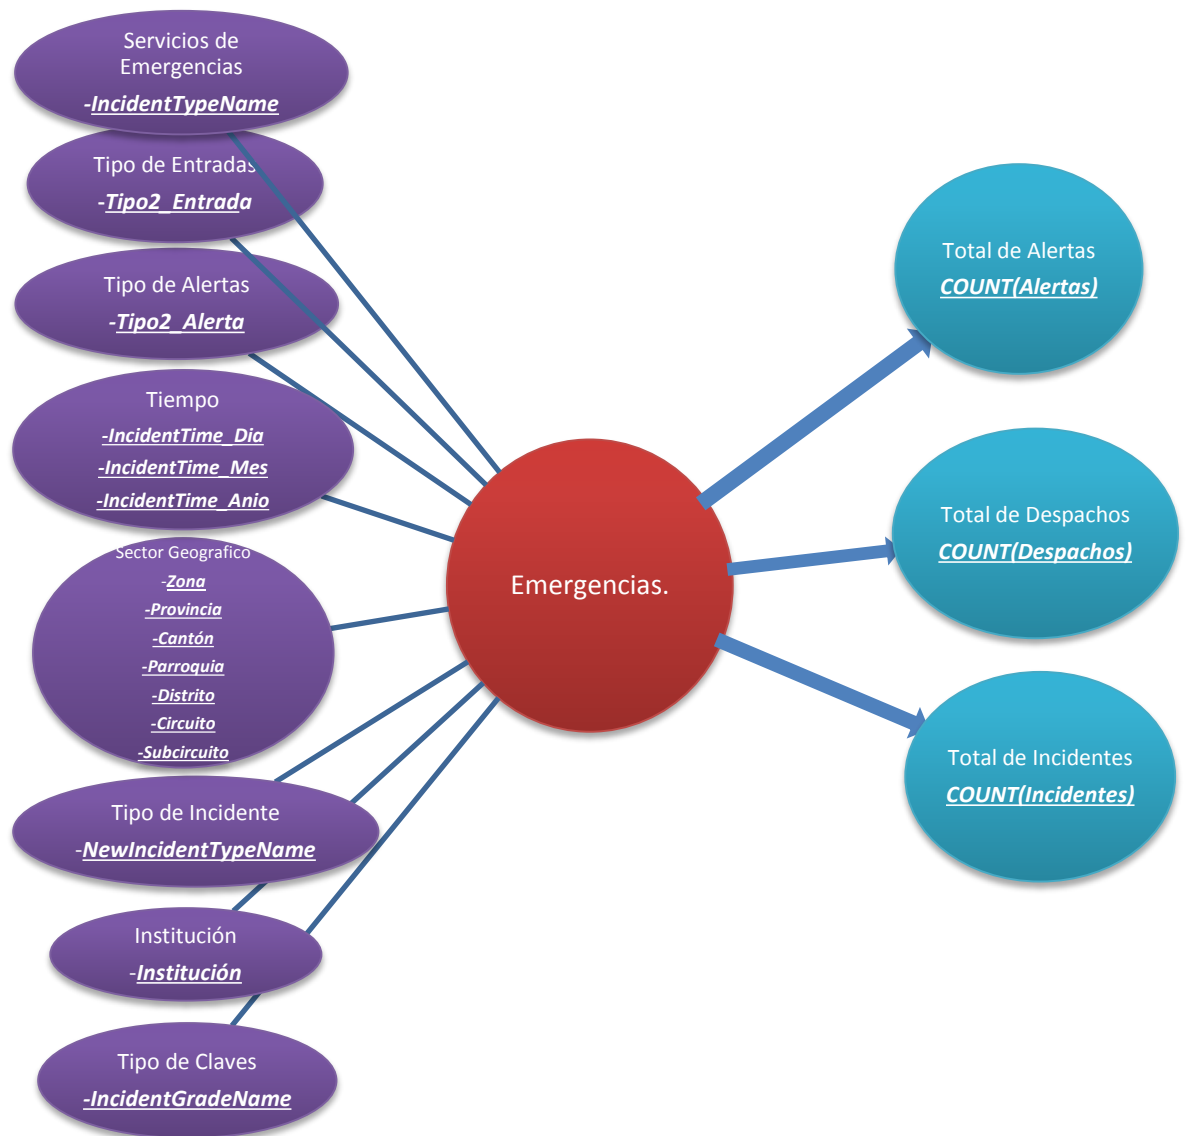 Servicios de
Emergencias
-IncidentTypeName
Tipo de Entradas
-Tipo2_Entrada
Tipo de Alertas
-Tipo2_Alerta
Tiempo
-IncidentTime_Dia
-IncidentTime_Mes
-IncidentTime_Anio
Sector Geografico
-Zona
-Provincia
-Cantón
-Parroquia
-Distrito
-Circuito
-Subcircuito
Tipo de Incidente
-NewIncidentTypeName
Institución
-Institución
Tipo de Claves
-IncidentGradeName
Emergencias.
Total de Alertas
COUNT(Alertas)
Total de Despachos
COUNT(Despachos)
Total de Incidentes
COUNT(Incidentes)